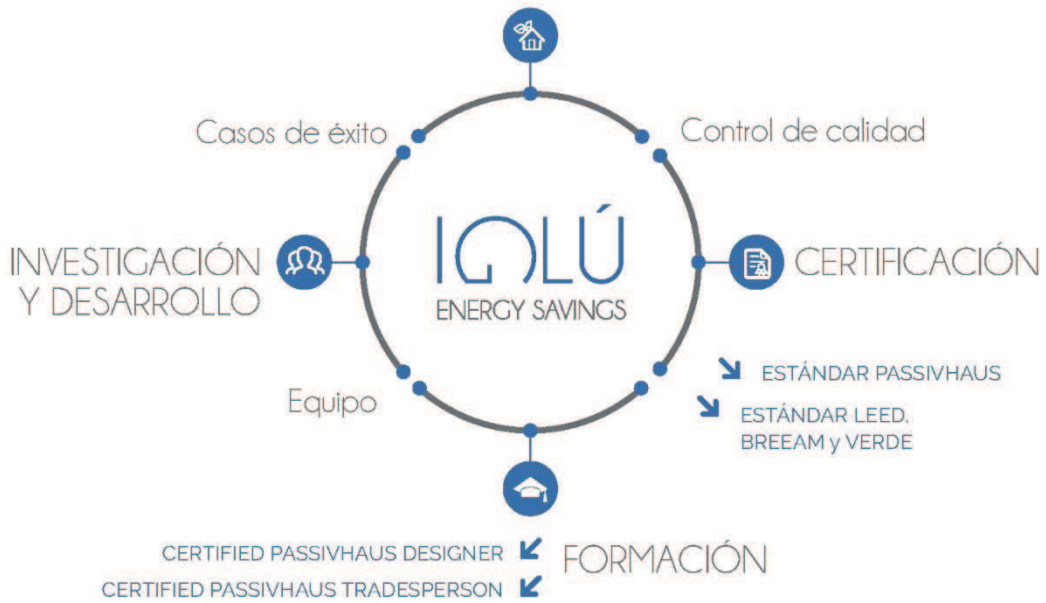 Casos de éxito
Control de calidad
IGLÚ
ENERGY SAVINGS
INVESTIGACIÓN
Y DESARROLLO
CERTIFICACIÓN
ESTÁNDAR PASSIVHAUS
ESTÁNDAR LEED,
BREEAM y VERDE
Equipo
FORMACIÓN
CERTIFIED PASSIVHAUS DESIGNER
CERTIFIED PASSIVHAUS TRADESPERSON